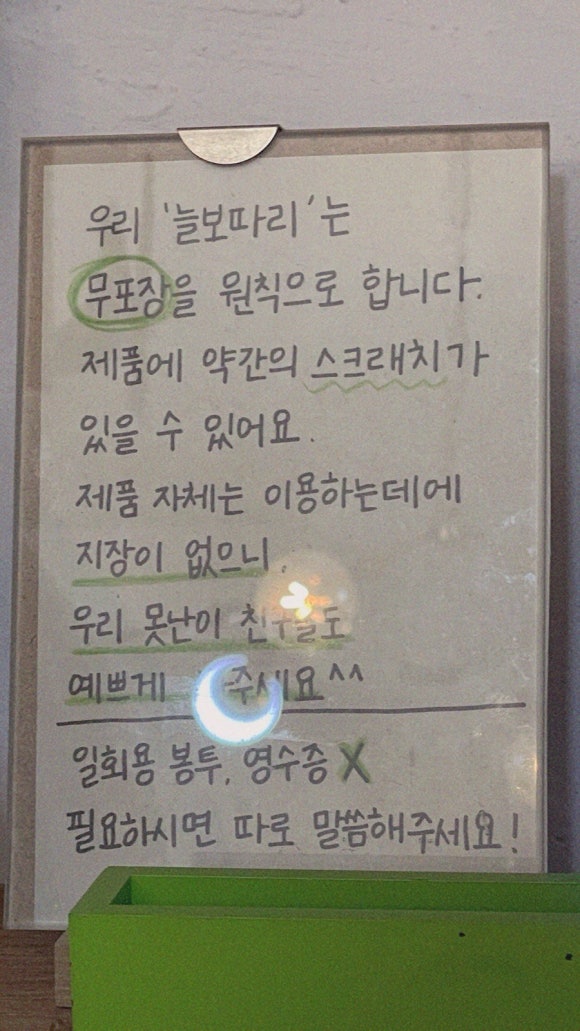 우리 '늘보따리'는
무포장을 원칙으로 합니다.
제품에 약간의 스크래치가
있을 수 있어요.
제품 자체는 이용하는데에
지장이 없으니,
우리 못난이 친구들도
예쁘게 주세요^^
일회용 봉투, 영수증 X
필요하시면 따로 말씀해주세요!